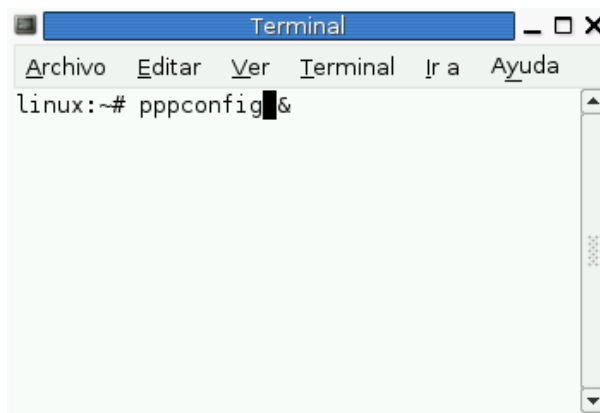 Terminal
Archivo Editar Ver Terminal Ir a Ayuda
linux:~# pppconfig &